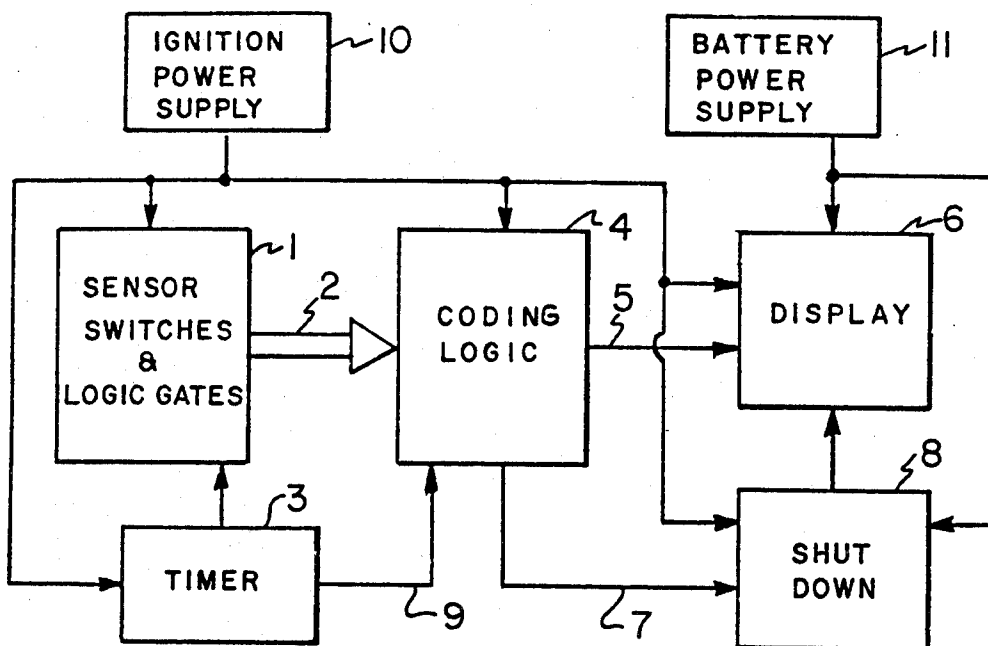 IGNITION
POWER
SUPPLY
10
BATTERY
POWER
SUPPLY
11
1
SENSOR
SWITCHES
&
LOGIC GATES
2
4
CODING
LOGIC
5
6
DISPLAY
3
TIMER
9
7
8
SHUT
DOWN